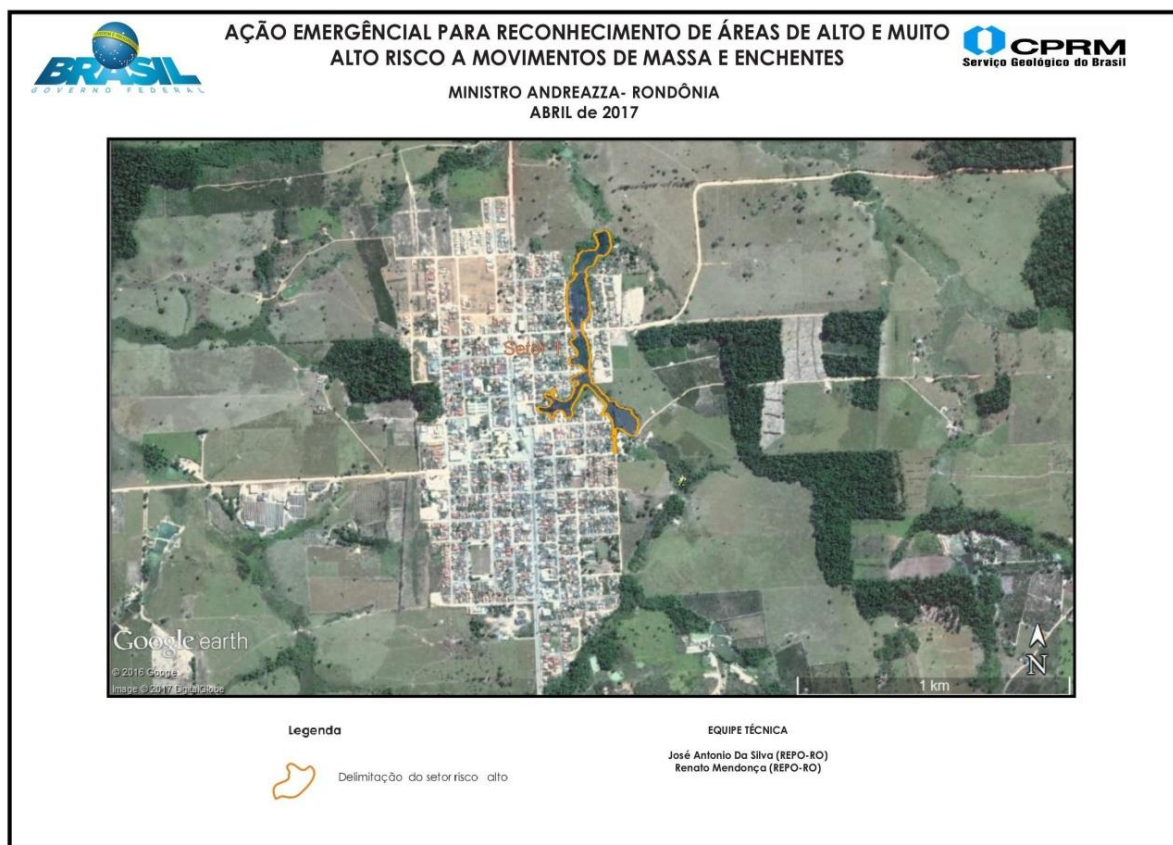 BRASIL
GOVERNO FEDERAL
AÇÃO EMERGÊNCIAL PARA RECONHECIMENTO DE ÁREAS DE ALTO E MUITO
ALTO RISCO A MOVIMENTOS DE MASSA E ENCHENTES
CPRM
Serviço Geológico do Brasil
MINISTRO ANDREAZZA- RONDÔNIA
ABRIL de 2017
Setor 1
Google earth
© 2016 Google
Image © 2017 DigitalGlobe
N
1 km
Legenda
Delimitação do setor risco alto
EQUIPE TÉCNICA
José Antonio Da Silva (REPO-RO)
Renato Mendonça (REPO-RO)